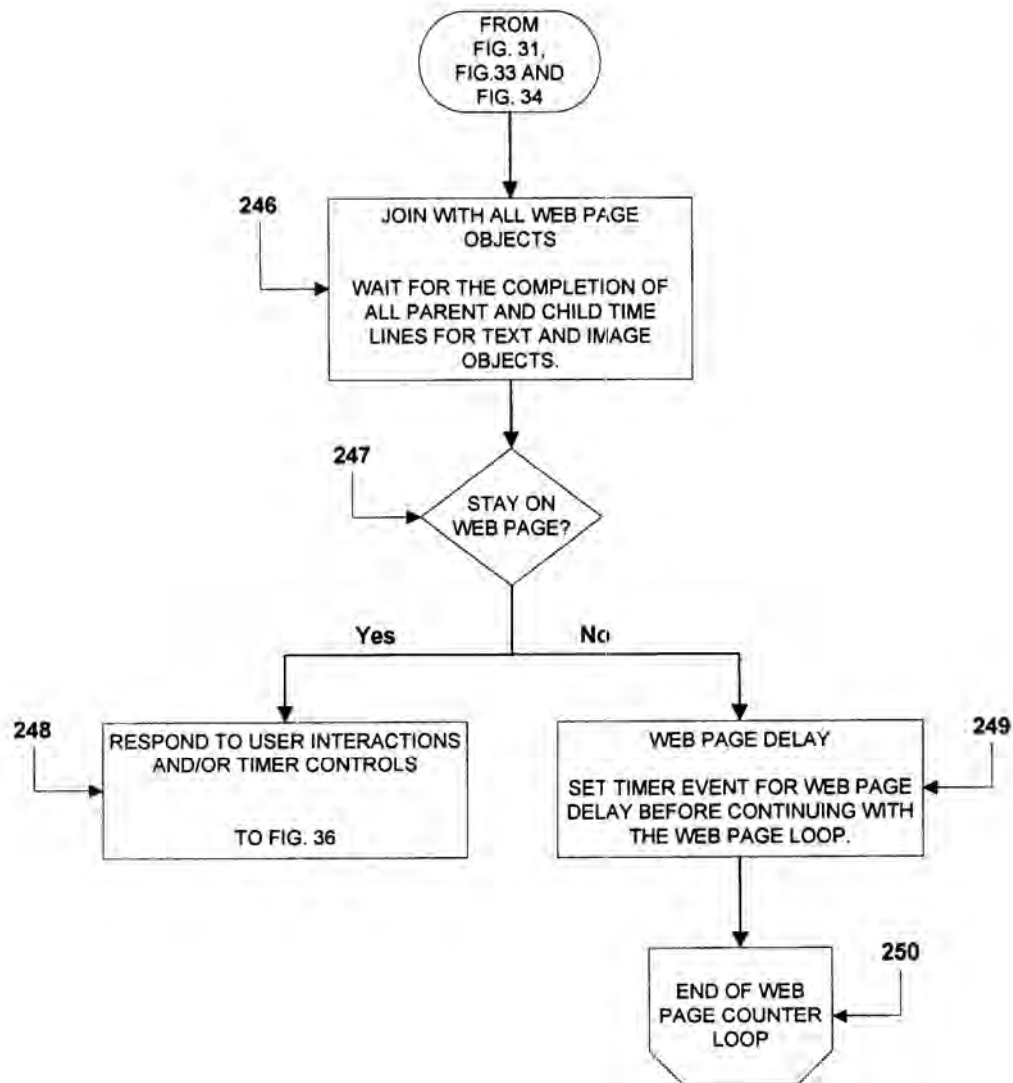 FROM
FIG. 31,
FIG.33 AND
FIG. 34
246
JOIN WITH ALL WEB PAGE
OBJECTS
WAIT FOR THE COMPLETION OF
ALL PARENT AND CHILD TIME
LINES FOR TEXT AND IMAGE
OBJECTS.
247
STAY ON
WEB PAGE?
Yes
No
248
RESPOND TO USER INTERACTIONS
AND/OR TIMER CONTROLS
TO FIG. 36
249
WEB PAGE DELAY
SET TIMER EVENT FOR WEB PAGE
DELAY BEFORE CONTINUING WITH
THE WEB PAGE LOOP.
250
END OF WEB
PAGE COUNTER
LOOP